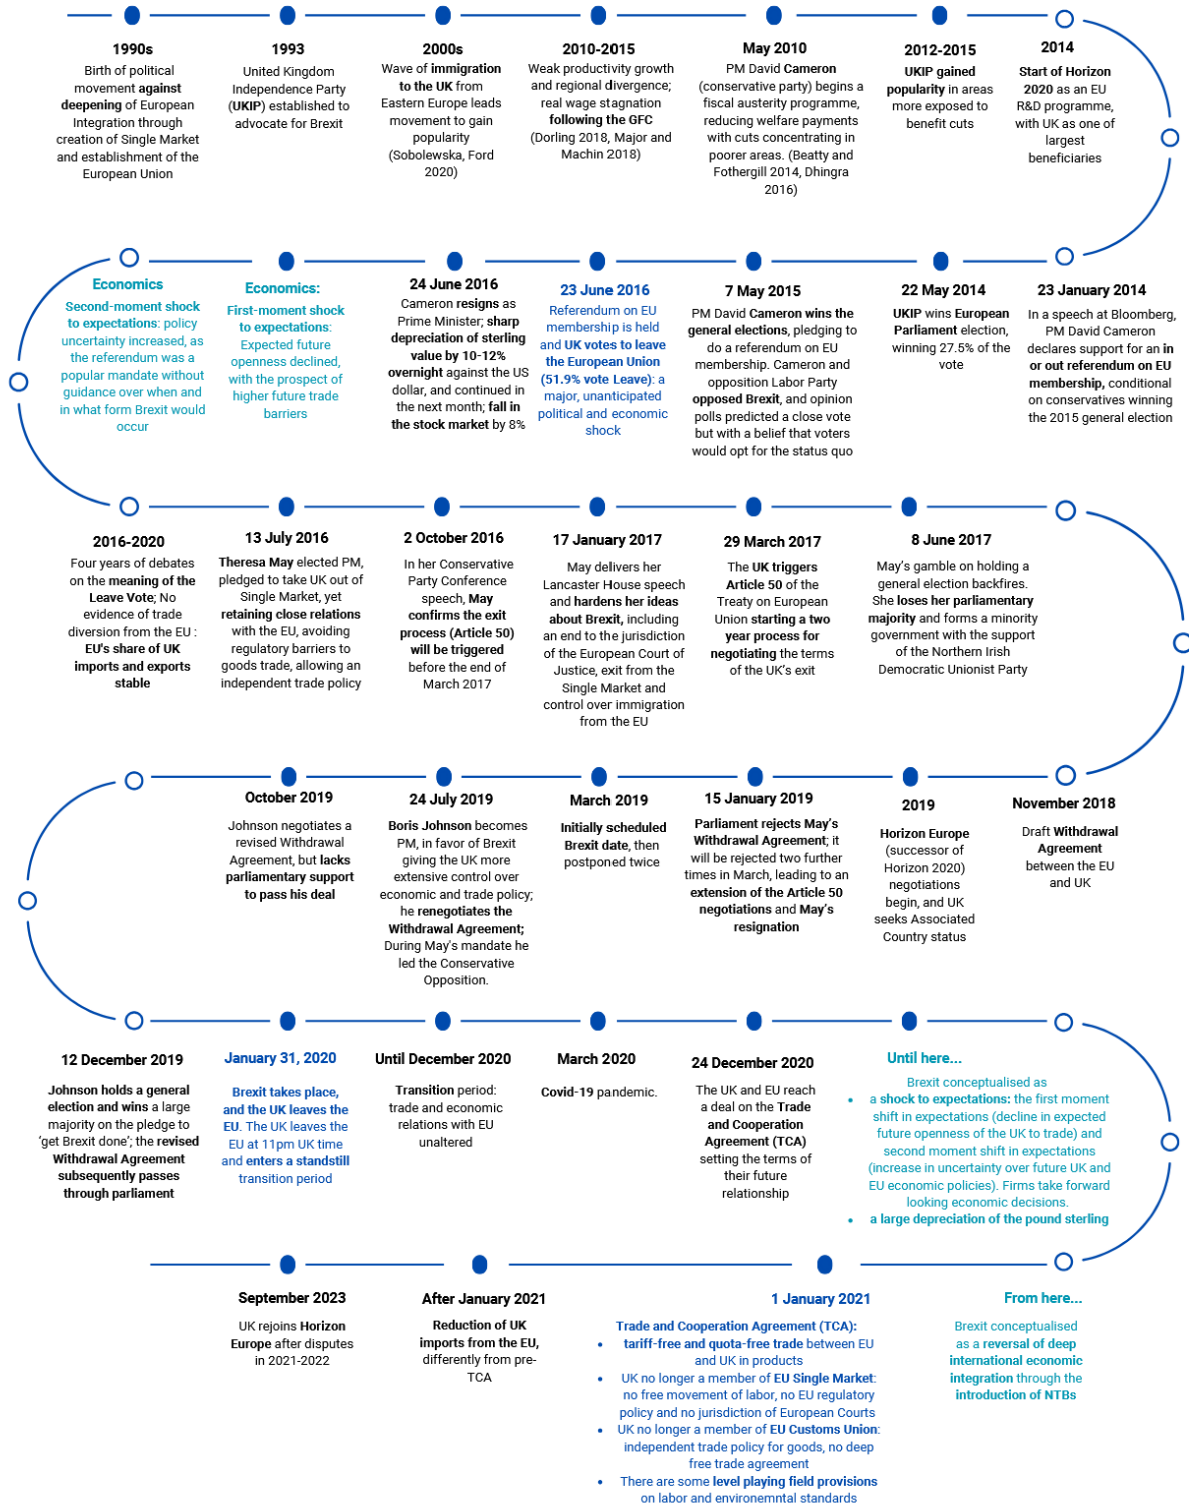 1990s
Birth of political
movement against
deepening of European
Integration through
creation of Single Market
and establishment of the
European Union
1993
United Kingdom
Independence Party
(UKIP) established to
advocate for Brexit
2000s
Wave of immigration
to the UK from
Eastern Europe leads
movement to gain
popularity
(Sobolewska, Ford
2020)
2010-2015
Weak productivity growth
and regional divergence;
real wage stagnation
following the GFC
(Dorling 2018, Major and
Machin 2018)
May 2010
PM David Cameron
(conservative party) begins a
fiscal austerity programme,
reducing welfare payments
with cuts concentrating in
poorer areas. (Beatty and
Fothergill 2014, Dhingra
2016)
2012-2015
UKIP gained
popularity in areas
more exposed to
benefit cuts
2014
Start of Horizon
2020 as an EU
R&D programme,
with UK as one of
largest
beneficiaries
Economics
Second-moment shock
to expectations: policy
uncertainty increased, as
the referendum was a
popular mandate without
guidance over when and
in what form Brexit would
occur
Economics:
First-moment shock
to expectations:
Expected future
openness declined,
with the prospect of
higher future trade
barriers
24 June 2016
Cameron resigns as
Prime Minister; sharp
depreciation of sterling
value by 10-12%
overnight against the US
dollar, and continued in
the next month; fall in
the stock market by 8%
23 June 2016
Referendum on EU
membership is held
and UK votes to leave
the European Union
(51.9% vote Leave): a
major, unanticipated
political and economic
shock
7 May 2015
PM David Cameron wins the
general elections, pledging to
do a referendum on EU
membership. Cameron and
opposition Labor Party
opposed Brexit, and opinion
polls predicted a close vote
but with a belief that voters
would opt for the status quo
22 May 2014
UKIP wins European
Parliament election,
winning 27.5% of the
vote
23 January 2014
In a speech at Bloomberg,
PM David Cameron
declares support for an in
or out referendum on EU
membership, conditional
on conservatives winning
the 2015 general election
2016-2020
Four years of debates
on the meaning of the
Leave Vote; No
evidence of trade
diversion from the EU :
EU's share of UK
imports and exports
stable
13 July 2016
Theresa May elected PM,
pledged to take UK out of
Single Market, yet
retaining close relations
with the EU, avoiding
regulatory barriers to
goods trade, allowing an
independent trade policy
2 October 2016
In her Conservative
Party Conference
speech, May
confirms the exit
process (Article 50)
will be triggered
before the end of
March 2017
17 January 2017
May delivers her
Lancaster House speech
and hardens her ideas
about Brexit, including
an end to the jurisdiction
of the European Court of
Justice, exit from the
Single Market and
control over immigration
from the EU
29 March 2017
The UK triggers
Article 50 of the
Treaty on European
Union starting a two
year process for
negotiating the terms
of the UK's exit
8 June 2017
May's gamble on holding a
general election backfires.
She loses her parliamentary
majority and forms a minority
government with the support
of the Northern Irish
Democratic Unionist Party
October 2019
Johnson negotiates a
revised Withdrawal
Agreement, but lacks
parliamentary support
to pass his deal
24 July 2019
Boris Johnson becomes
PM, in favor of Brexit
giving the UK more
extensive control over
economic and trade policy;
he renegotiates the
Withdrawal Agreement;
During May's mandate he
led the Conservative
Opposition.
March 2019
Initially scheduled
Brexit date, then
postponed twice
15 January 2019
Parliament rejects May's
Withdrawal Agreement; it
will be rejected two further
times in March, leading to an
extension of the Article 50
negotiations and May's
resignation
2019
Horizon Europe
(successor of
Horizon 2020)
negotiations
begin, and UK
seeks Associated
Country status
November 2018
Draft Withdrawal
Agreement
between the EU
and UK
12 December 2019
Johnson holds a general
election and wins a large
majority on the pledge to
'get Brexit done'; the revised
Withdrawal Agreement
subsequently passes
through parliament
January 31, 2020
Brexit takes place,
and the UK leaves the
EU. The UK leaves the
EU at 11pm UK time
and enters a standstill
transition period
Until December 2020
Transition period:
trade and economic
relations with EU
unaltered
March 2020
Covid-19 pandemic.
24 December 2020
The UK and EU reach
a deal on the Trade
and Cooperation
Agreement (TCA)
setting the terms of
their future
relationship
Until here...
Brexit conceptualised as
• a shock to expectations: the first moment
shift in expectations (decline in expected
future openness of the UK to trade) and
second moment shift in expectations
(increase in uncertainty over future UK and
EU economic policies). Firms take forward
looking economic decisions.
• a large depreciation of the pound sterling
September 2023
UK rejoins Horizon
Europe after disputes
in 2021-2022
After January 2021
Reduction of UK
imports from the EU,
differently from pre-
TCA
1 January 2021
Trade and Cooperation Agreement (TCA):
• tariff-free and quota-free trade between EU
and UK in products
• UK no longer a member of EU Single Market:
no free movement of labor, no EU regulatory
policy and no jurisdiction of European Courts
• UK no longer a member of EU Customs Union:
independent trade policy for goods, no deep
free trade agreement
• There are some level playing field provisions
on labor and environemntal standards
From here...
Brexit conceptualised
as a reversal of deep
international economic
integration through the
introduction of NTBs